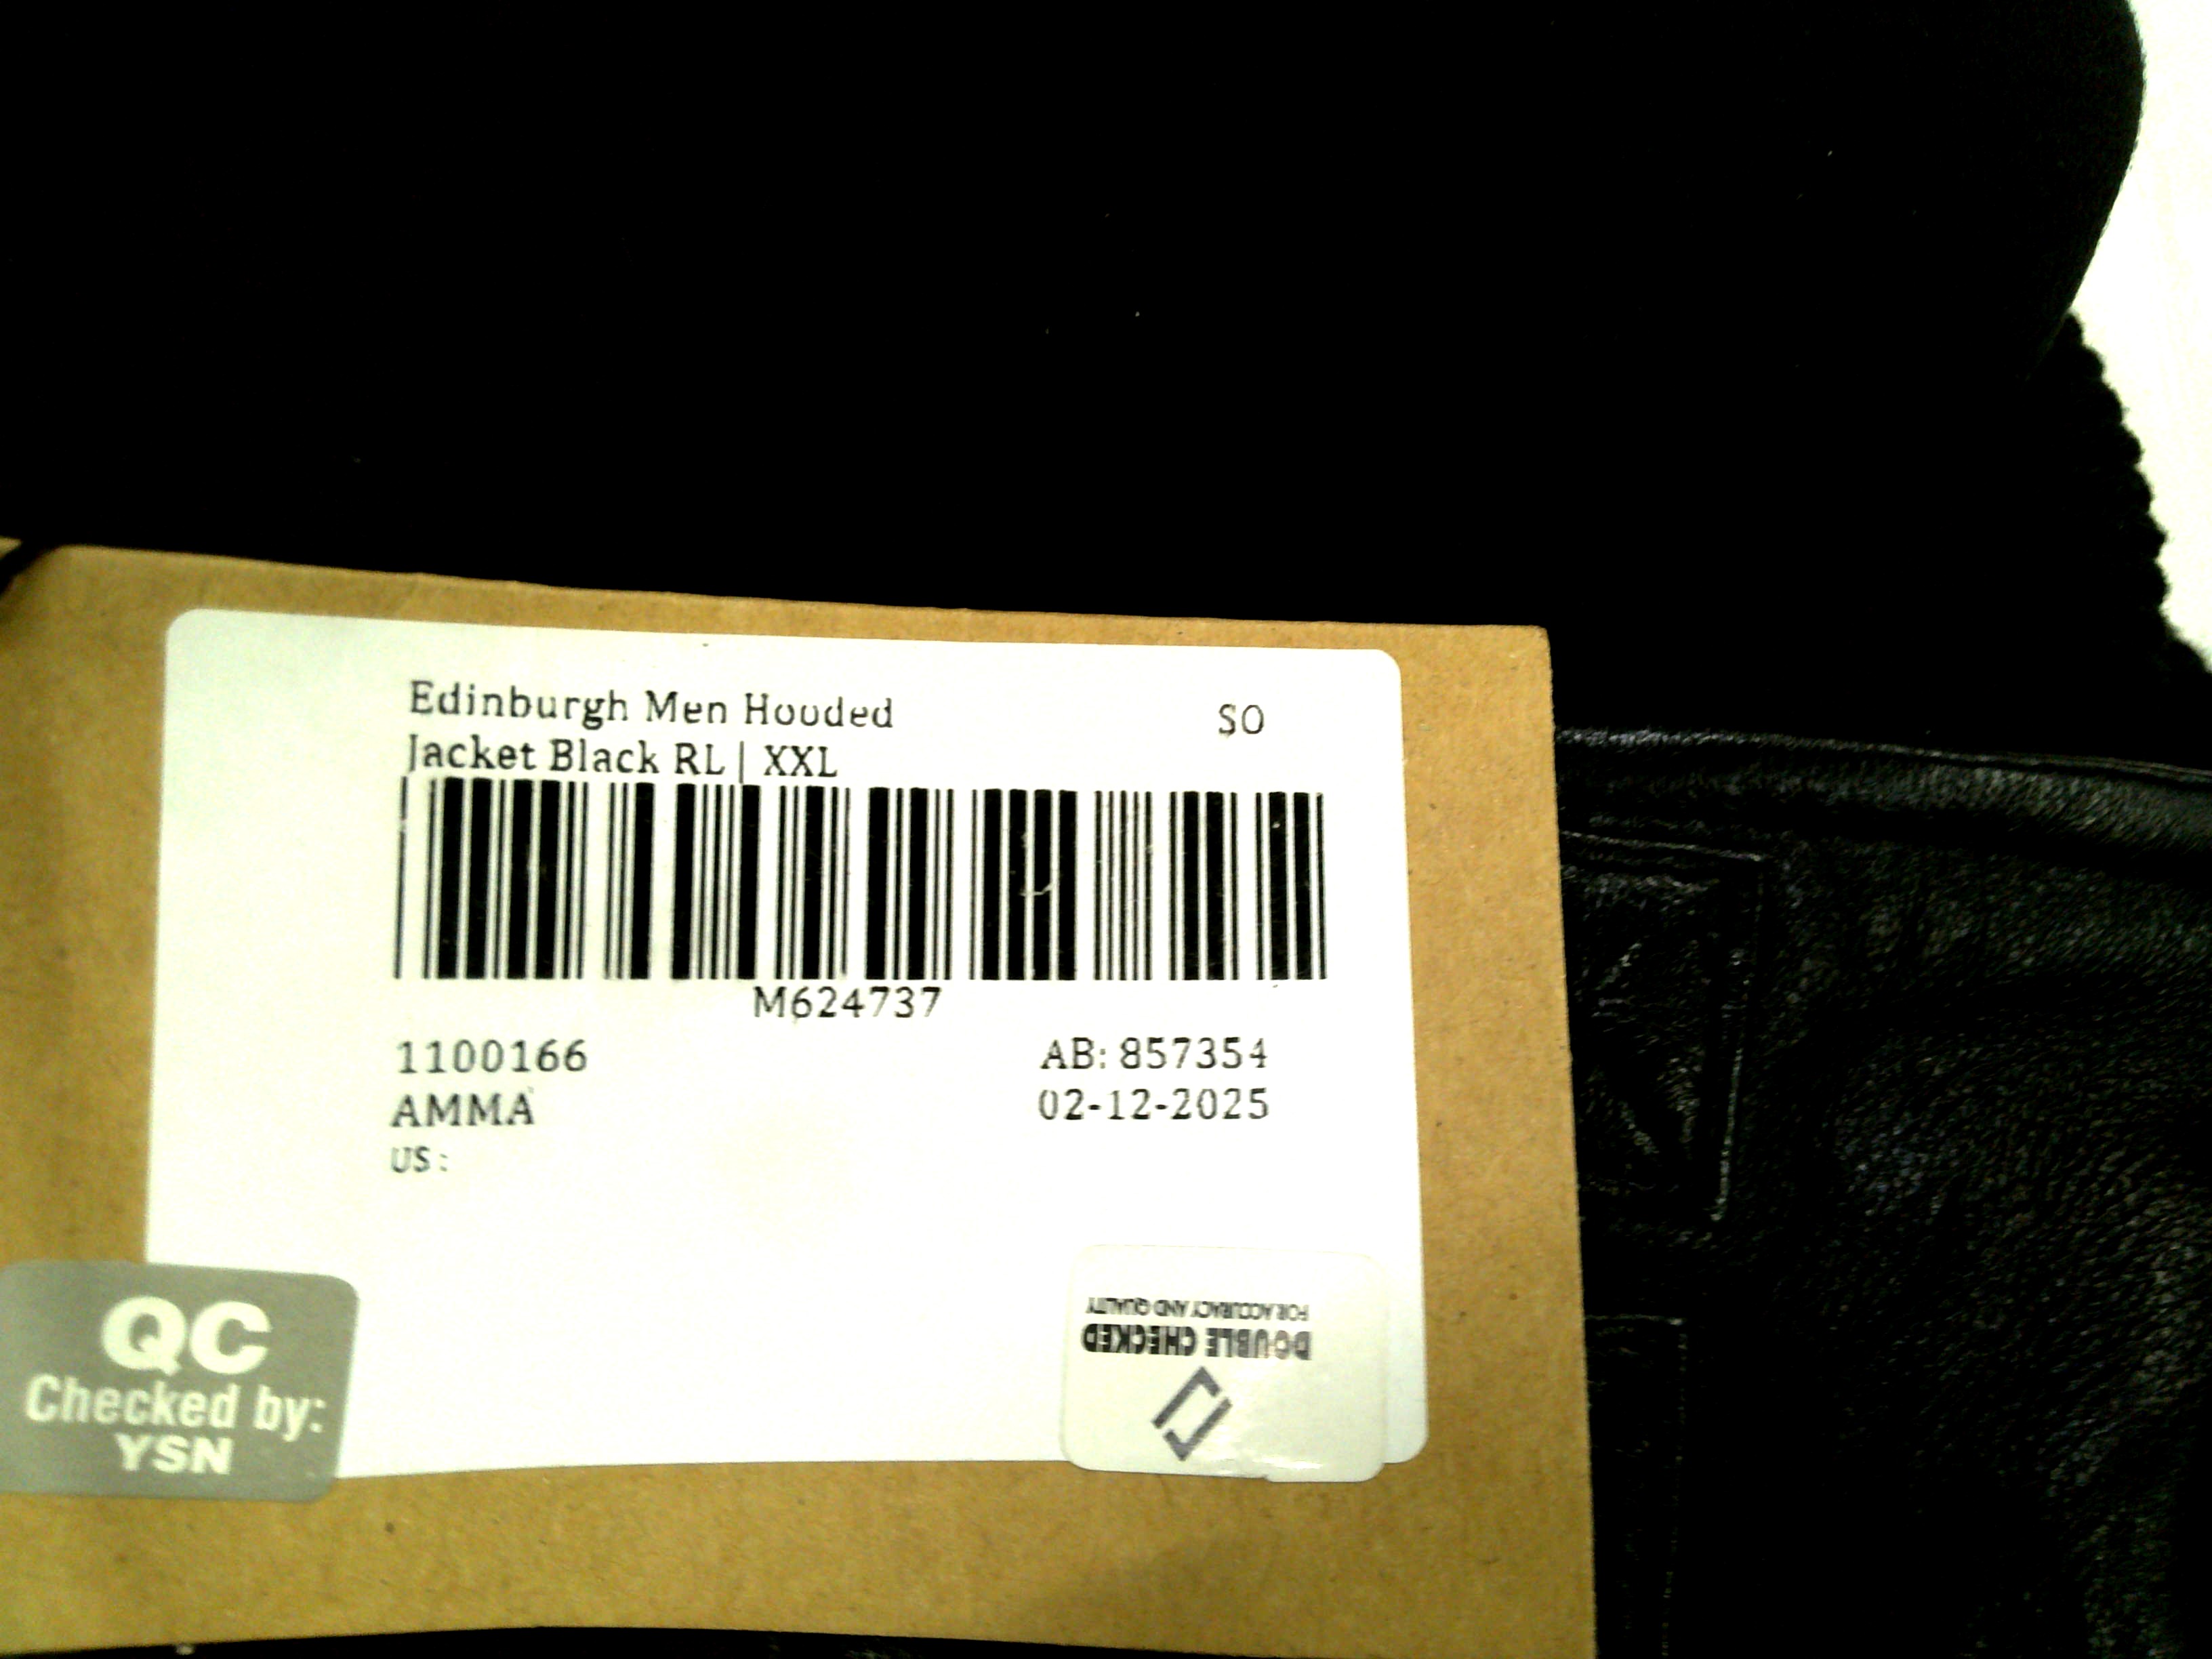 Edinburgh Men Hooded
Jacket Black RL | XXL
$0
M624737
1100166
AMMA
US :
AB: 857354
02-12-2025
QC
Checked by:
YSN
DOUBLE CHECKED
FOR ACCURACY AND QUALITY